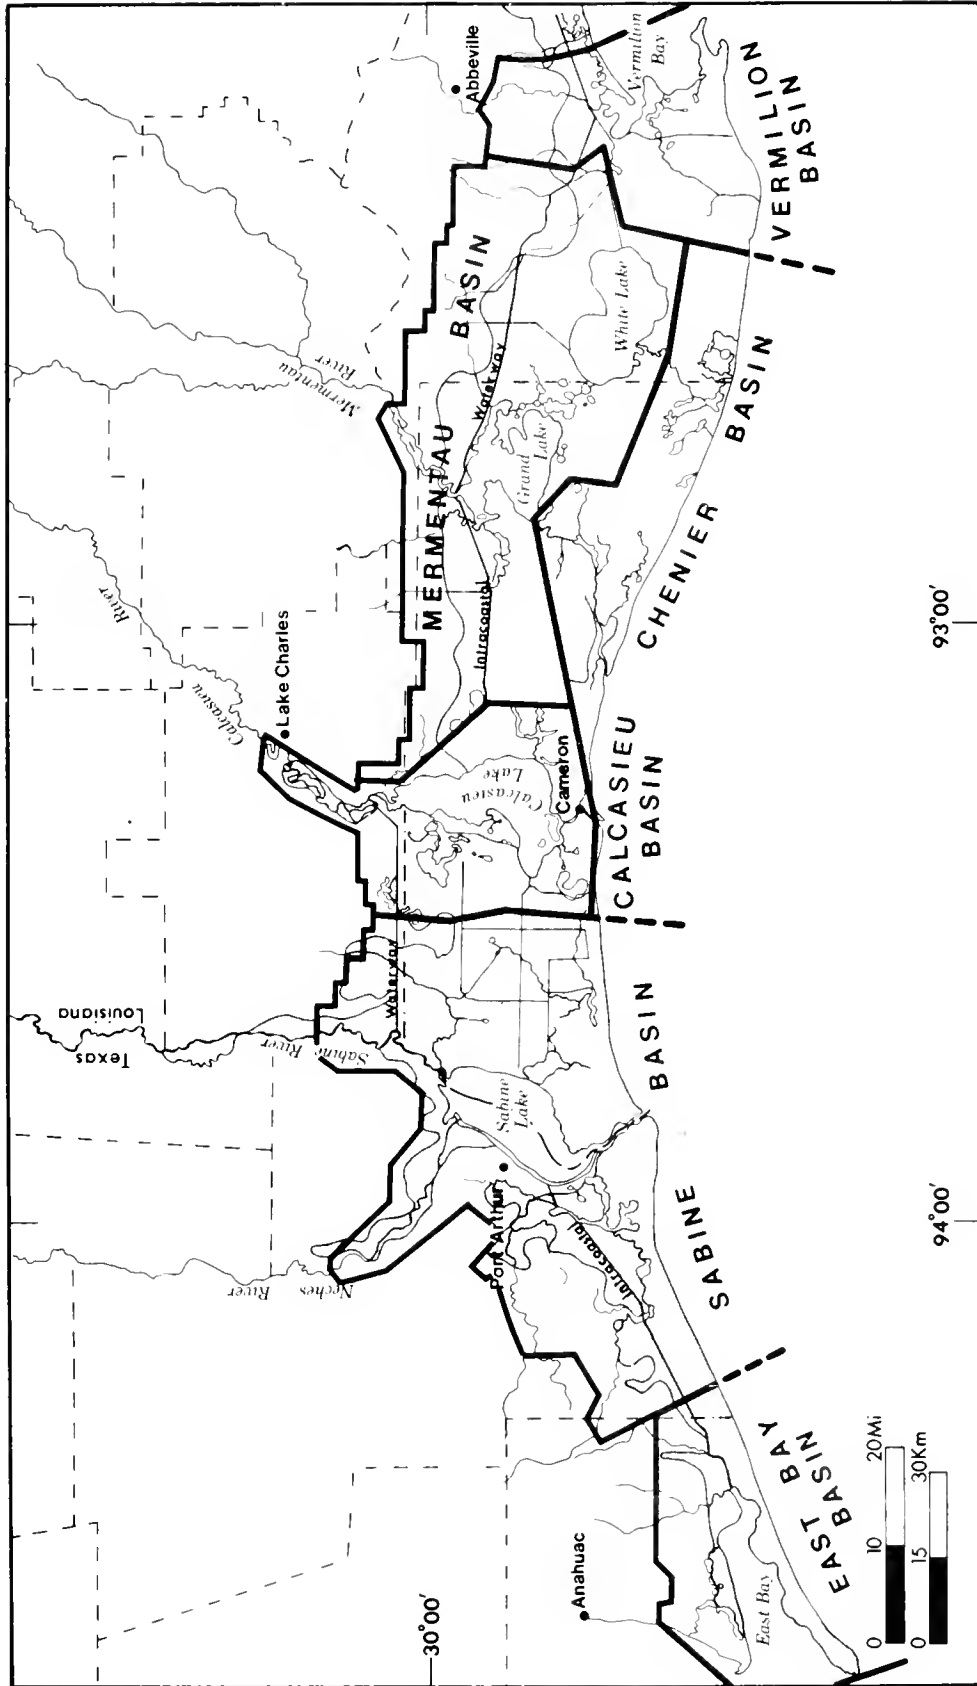 Texas
Louisiana
Neches
River
Sabine River
Calcasieu
River
Mermentau
River
Lake Charles
Abbeville
30°00'
Anahuac
Port Arthur
Cameron
Waterway
Intracoastal
Intracoastal
Waterway
Sabine
Lake
Calcasieu
Lake
Grand
Lake
White Lake
Vermilion
Bay
East Bay
MERMENTAU BASIN
EAST BAY
BASIN
SABINE BASIN
CALCASIEU
BASIN
CHENIER BASIN
VERMILION
BASIN
0 10 20Mi
0 15 30Km
94°00'
93°00'